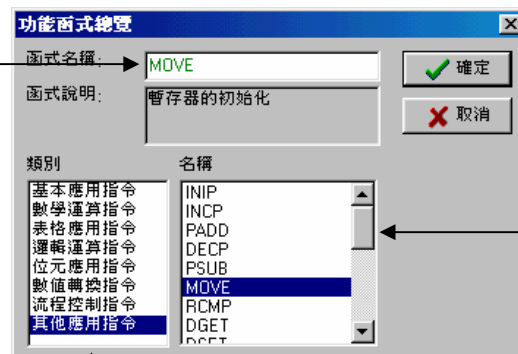 功能函式總覽
函式名稱:
MOVE
確定
函式說明:
暫存器的初始化
取消
類別
名稱
基本應用指令
數學運算指令
表格應用指令
邏輯運算指令
位元應用指令
數值轉換指令
流程控制指令
其他應用指令
INIP
INCP
PADD
DECP
PSUB
MOVE
RCMP
DGET